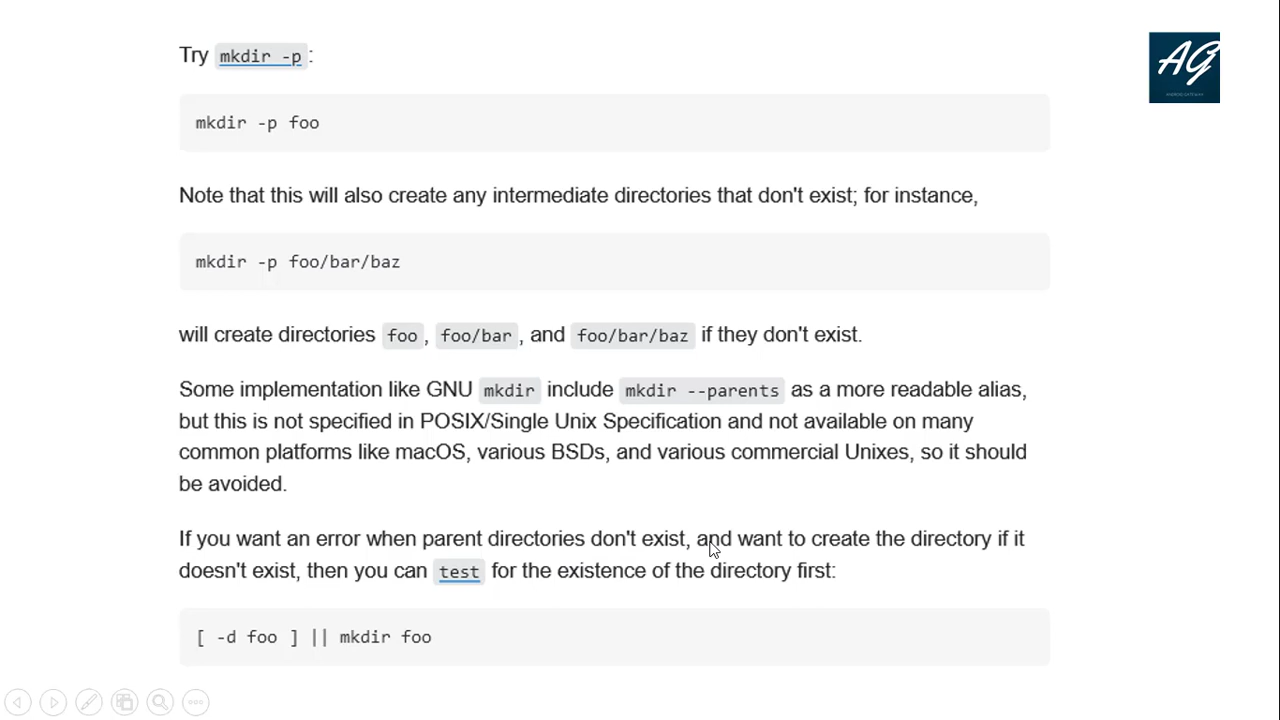 Try mkdir -p:
AG
mkdir -p foo
Note that this will also create any intermediate directories that don't exist; for instance,
mkdir -p foo/bar/baz
will create directories foo, foo/bar, and foo/bar/baz if they don't exist.
Some implementation like GNU mkdir include mkdir --parents as a more readable alias,
but this is not specified in POSIX/Single Unix Specification and not available on many
common platforms like macOS, various BSDs, and various commercial Unixes, so it should
be avoided.
If you want an error when parent directories don't exist, and want to create the directory if it
doesn't exist, then you can test for the existence of the directory first:
[ -d foo ] || mkdir foo